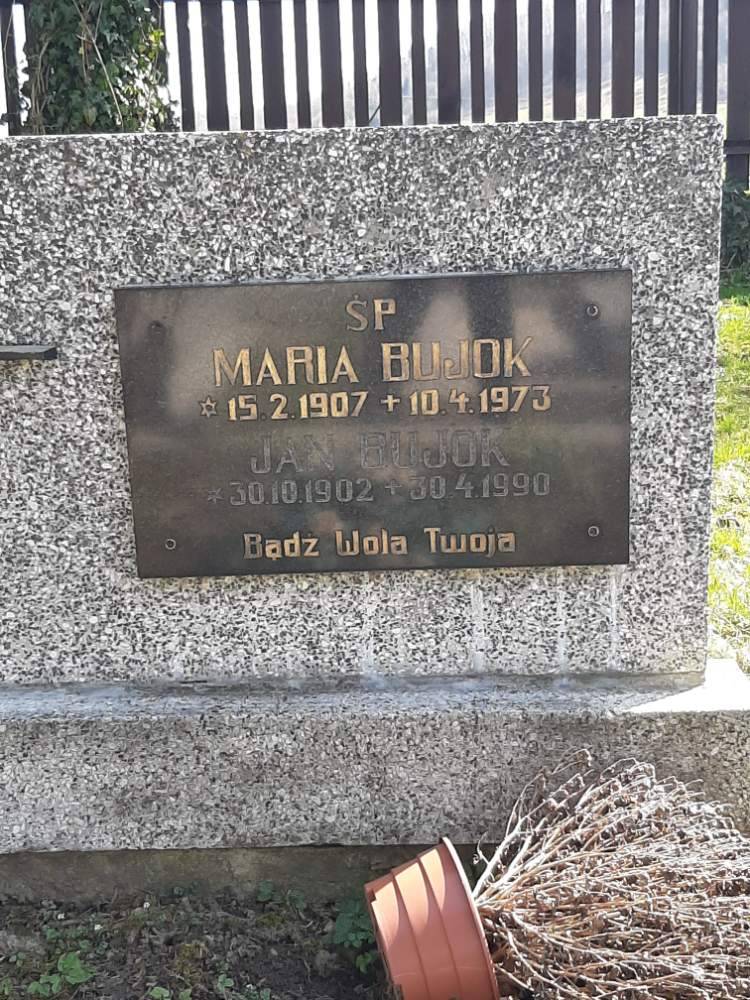 ŚP
MARIA BUJOK
✡15.2.1907 + 10.4.1973
JAN BUJOK
*30.10.1902 + 30.4.1990
Bądź Wola Twoja